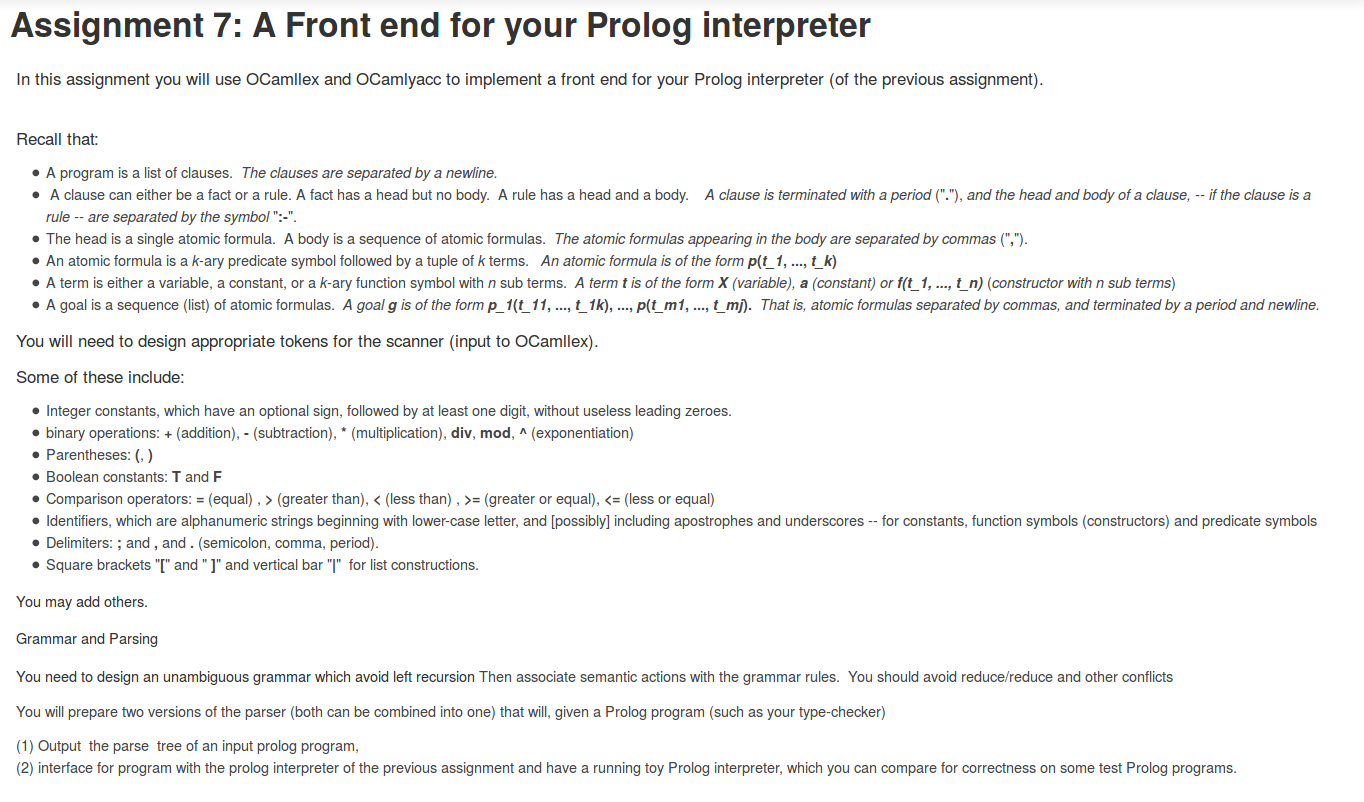 Assignment 7: A Front end for your Prolog interpreter
In this assignment you will use OCamllex and OCamlyacc to implement a front end for your Prolog interpreter (of the previous assignment).
Recall that:
● A program is a list of clauses. The clauses are separated by a newline.
● A clause can either be a fact or a rule. A fact has a head but no body. A rule has a head and a body. A clause is terminated with a period ("."), and the head and body of a clause, -- if the clause is a
rule -- are separated by the symbol ":-".
● The head is a single atomic formula. A body is a sequence of atomic formulas. The atomic formulas appearing in the body are separated by commas (",").
● An atomic formula is a k-ary predicate symbol followed by a tuple of k terms. An atomic formula is of the form p(t_1, ..., t_k)
● A term is either a variable, a constant, or a k-ary function symbol with n sub terms. A term t is of the form X (variable), a (constant) or f(t_1, ..., t_n) (constructor with n sub terms)
● A goal is a sequence (list) of atomic formulas. A goal g is of the form p_1(t_11, ..., t_1k), ..., p(t_m1, ..., t_mj). That is, atomic formulas separated by commas, and terminated by a period and newline.
You will need to design appropriate tokens for the scanner (input to OCamllex).
Some of these include:
● Integer constants, which have an optional sign, followed by at least one digit, without useless leading zeroes.
● binary operations: + (addition), - (subtraction), * (multiplication), div, mod, ^ (exponentiation)
● Parentheses: (, )
● Boolean constants: T and F
● Comparison operators: = (equal) , > (greater than), < (less than) , >= (greater or equal), <= (less or equal)
● Identifiers, which are alphanumeric strings beginning with lower-case letter, and [possibly] including apostrophes and underscores -- for constants, function symbols (constructors) and predicate symbols
● Delimiters: ; and , and . (semicolon, comma, period).
● Square brackets "[" and " ]" and vertical bar "|" for list constructions.
You may add others.
Grammar and Parsing
You need to design an unambiguous grammar which avoid left recursion Then associate semantic actions with the grammar rules. You should avoid reduce/reduce and other conflicts
You will prepare two versions of the parser (both can be combined into one) that will, given a Prolog program (such as your type-checker)
(1) Output the parse tree of an input prolog program,
(2) interface for program with the prolog interpreter of the previous assignment and have a running toy Prolog interpreter, which you can compare for correctness on some test Prolog programs.